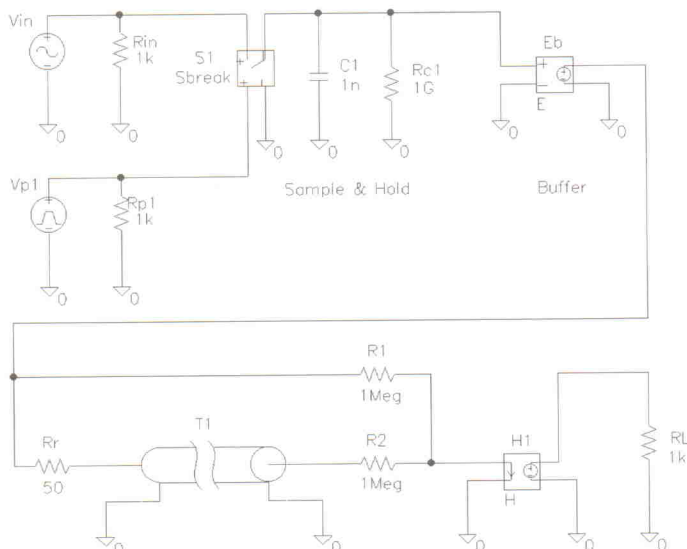 Vin
Rin
1k
S1
Sbreak
C1
1n
Rc1
1G
Eb
E
0
0
0
0
0
0
0
Vp1
Rp1
1k
Sample & Hold
Buffer
0
0
R1
1Meg
T1
R2
1Meg
H1
H
RL
1k
Rr
50
0
0
0
0
0